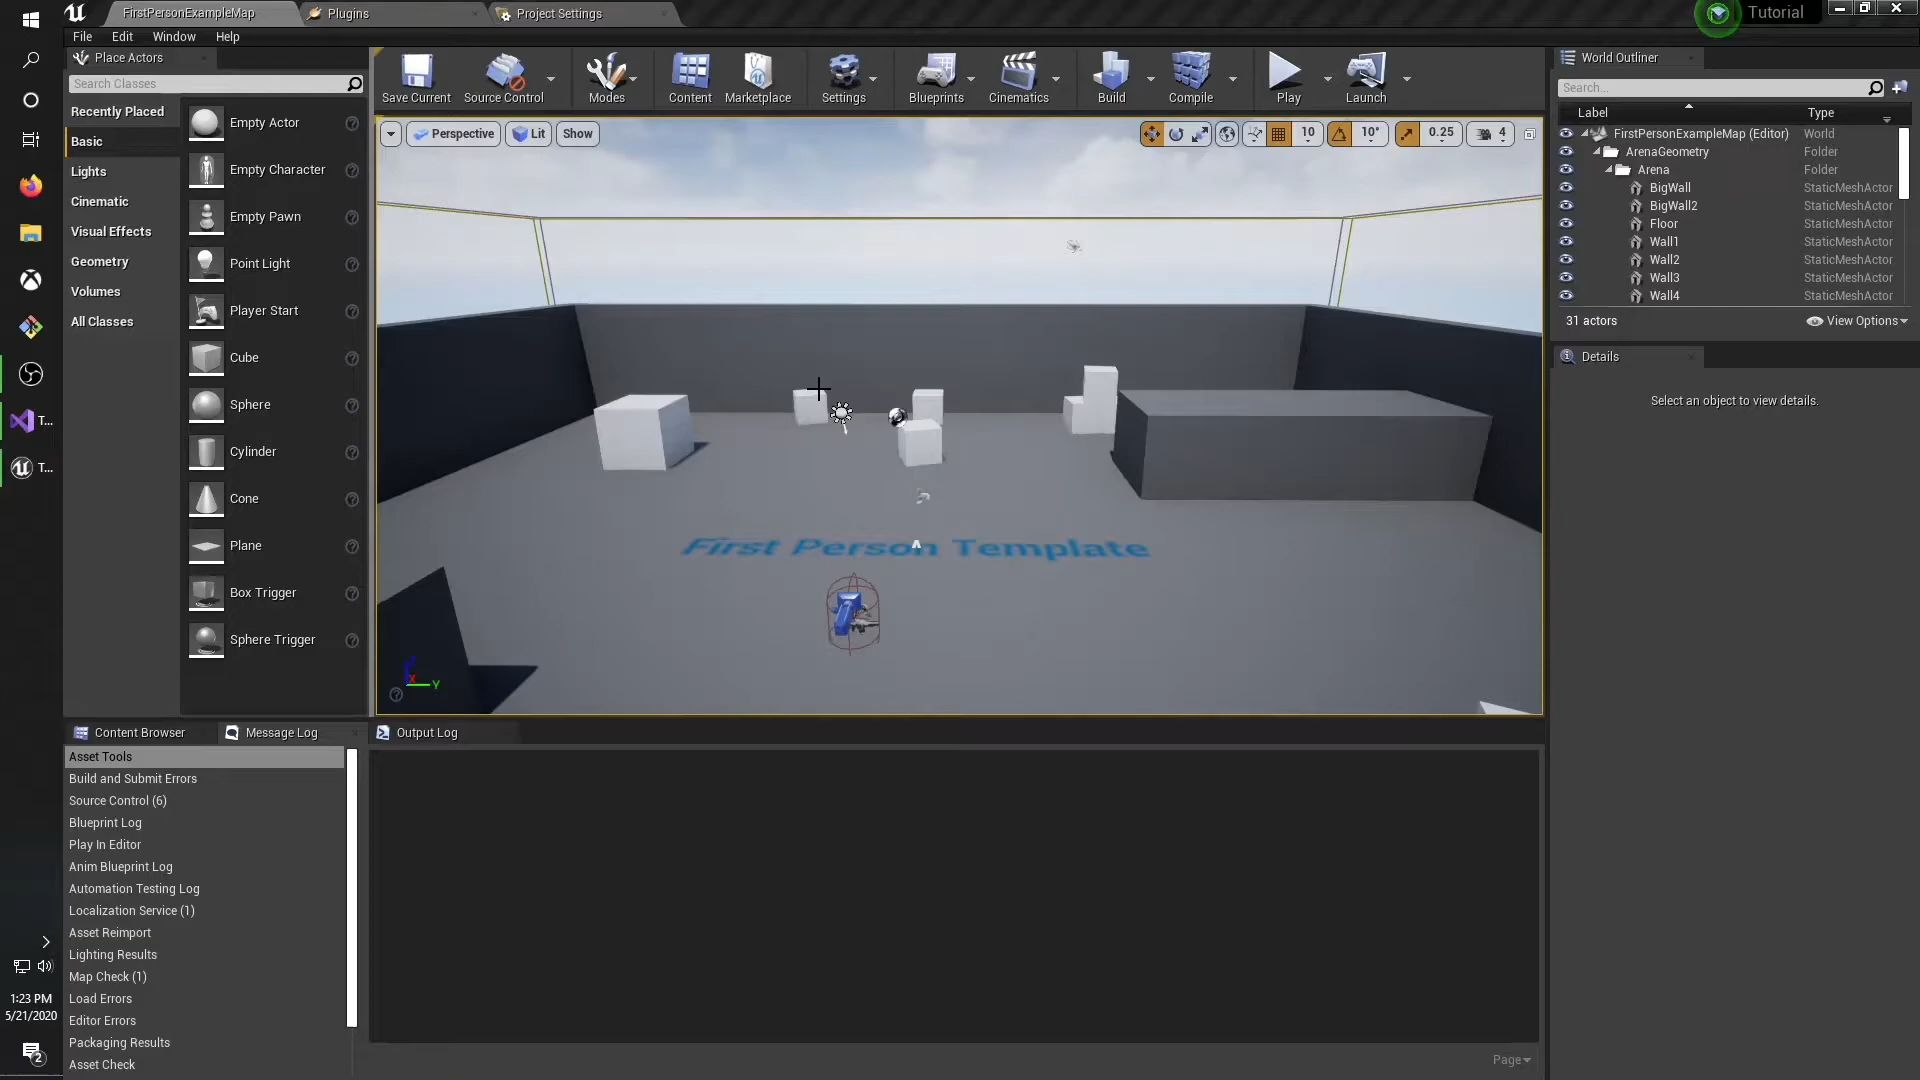 FirstPersonExampleMap
Plugins
Project Settings
Tutorial
File Edit Window Help
Place Actors
Search Classes
Recently Placed
Basic
Lights
Cinematic
Visual Effects
Geometry
Volumes
All Classes
Empty Actor
Empty Character
Empty Pawn
Point Light
Player Start
Cube
Sphere
Cylinder
Cone
Plane
Box Trigger
Sphere Trigger
Save Current
Source Control
Modes
Content
Marketplace
Settings
Blueprints
Cinematics
Build
Compile
Play
Launch
Perspective
Lit
Show
10
10°
0.25
4
First Person Template
X
Y
World Outliner
Search...
Label Type
FirstPersonExampleMap (Editor) World
ArenaGeometry Folder
Arena Folder
BigWall StaticMeshActor
BigWall2 StaticMeshActor
Floor StaticMeshActor
Wall1 StaticMeshActor
Wall2 StaticMeshActor
Wall3 StaticMeshActor
Wall4 StaticMeshActor
31 actors
View Options
Details
Select an object to view details.
Content Browser
Message Log
Output Log
Asset Tools
Build and Submit Errors
Source Control (6)
Blueprint Log
Play In Editor
Anim Blueprint Log
Automation Testing Log
Localization Service (1)
Asset Reimport
Lighting Results
Map Check (1)
Load Errors
Editor Errors
Packaging Results
Asset Check
Page
T...
T...
1:23 PM
5/21/2020
2